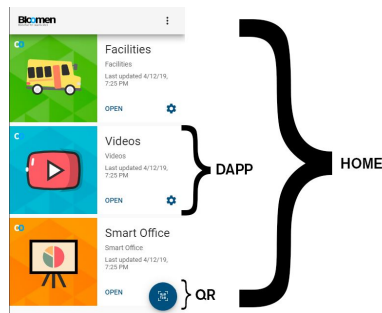 Bloomen
Facilities
Facilities
Last updated 4/12/19,
7:25 PM
OPEN
Videos
Videos
Last updated 4/12/19,
7:25 PM
OPEN
DAPP
HOME
Smart Office
Smart Office
Last updated 4/12/19,
7:25 PM
OPEN
QR